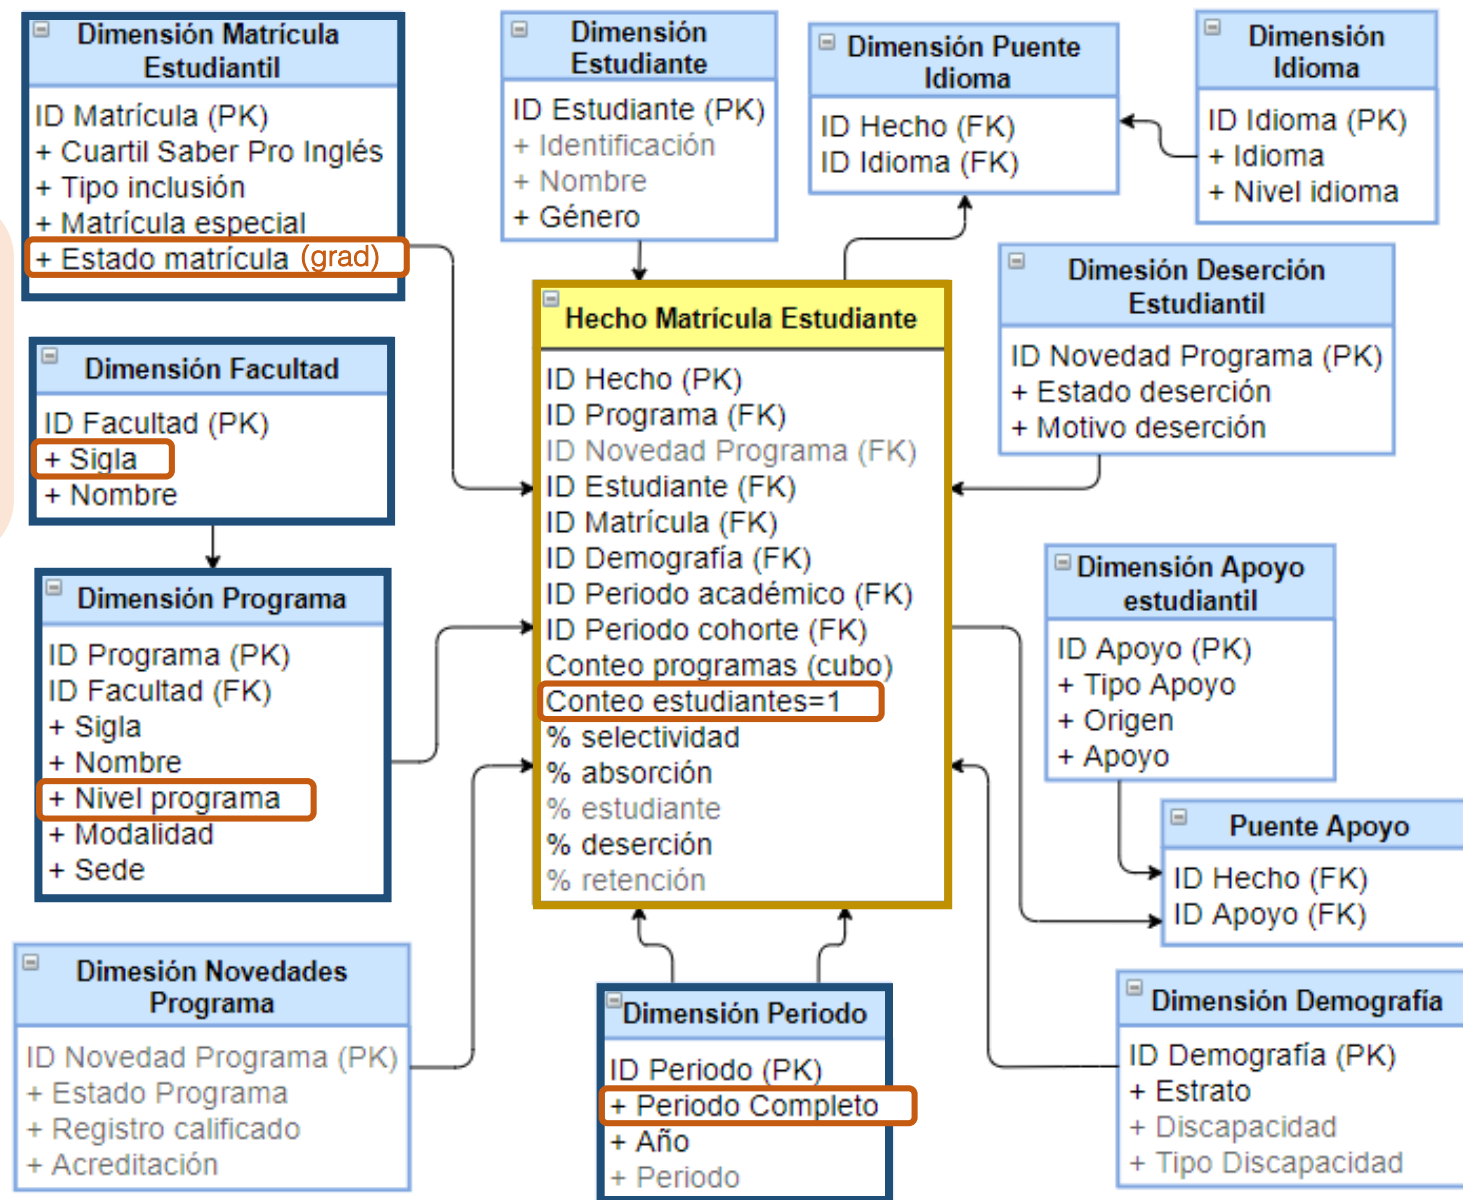 Dimensión Matrícula
Estudiantil
ID Matrícula (PK)
+ Cuartil Saber Pro Inglés
+ Tipo inclusión
+ Matrícula especial
+ Estado matrícula (grad)
Dimensión
Estudiante
ID Estudiante (PK)
+ Identificación
+ Nombre
+ Género
Dimensión Puente
Idioma
ID Hecho (FK)
ID Idioma (FK)
Dimensión
Idioma
ID Idioma (PK)
+ Idioma
+ Nivel idioma
Dimesión Deserción
Estudiantil
ID Novedad Programa (PK)
+ Estado deserción
+ Motivo deserción
Dimensión Facultad
ID Facultad (PK)
+ Sigla
+ Nombre
Hecho Matrícula Estudiante
ID Hecho (PK)
ID Programa (FK)
ID Novedad Programa (FK)
ID Estudiante (FK)
ID Matrícula (FK)
ID Demografía (FK)
ID Periodo académico (FK)
ID Periodo cohorte (FK)
Conteo programas (cubo)
Conteo estudiantes=1
% selectividad
% absorción
% estudiante
% deserción
% retención
Dimensión Programa
ID Programa (PK)
ID Facultad (FK)
+ Sigla
+ Nombre
+ Nivel programa
+ Modalidad
+ Sede
Dimensión Apoyo
estudiantil
ID Apoyo (PK)
+ Tipo Apoyo
+ Origen
+ Apoyo
Puente Apoyo
ID Hecho (FK)
ID Apoyo (FK)
Dimesión Novedades
Programa
ID Novedad Programa (PK)
+ Estado Programa
+ Registro calificado
+ Acreditación
Dimensión Periodo
ID Periodo (PK)
+ Periodo Completo
+ Año
+ Periodo
Dimensión Demografía
ID Demografía (PK)
+ Estrato
+ Discapacidad
+ Tipo Discapacidad